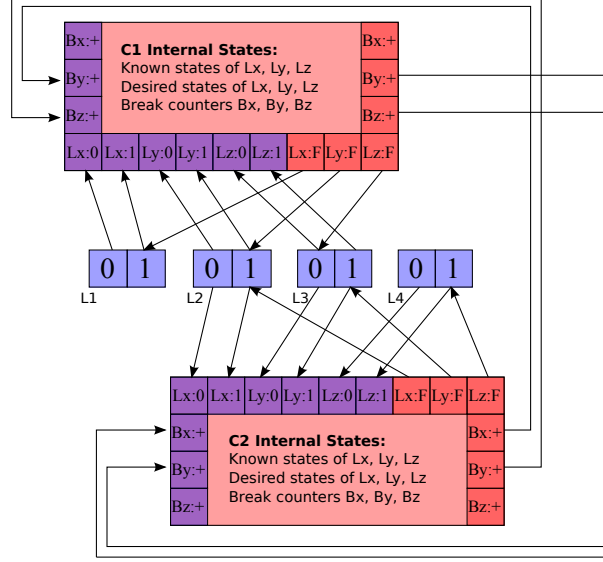 Bx:+
C1 Internal States:
Bx:+
Known states of Lx, Ly, Lz
By:+
Desired states of Lx, Ly, Lz
By:+
Break counters Bx, By, Bz
Bz:+
Bz:+
Lx:0 Lx:1 Ly:0 Ly:1 Lz:0 Lz:1 Lx:F Ly:F Lz:F
0 1 0 1 0 1 0 1
L1 L2 L3 L4
Lx:0 Lx:1 Ly:0 Ly:1 Lz:0 Lz:1 Lx:F Ly:F Lz:F
Bx:+
C2 Internal States:
Bx:+
Known states of Lx, Ly, Lz
By:+
Desired states of Lx, Ly, Lz
By:+
Break counters Bx, By, Bz
Bz:+
Bz:+